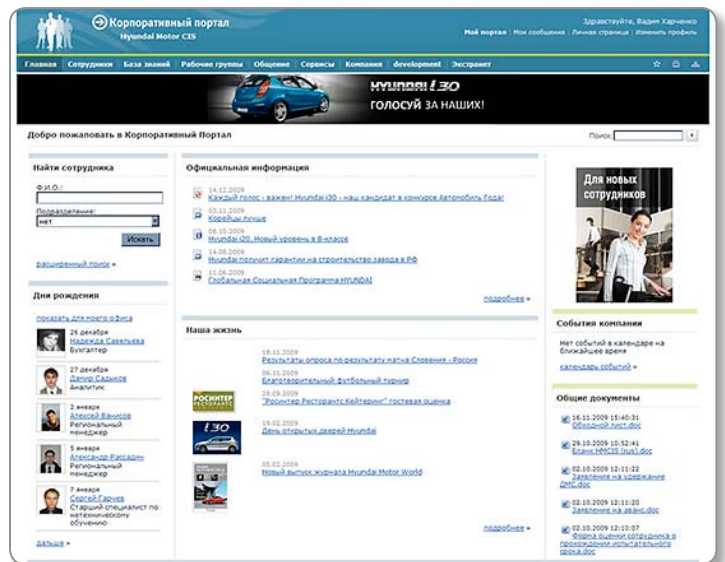 Корпоративный портал
Hyundai Motor CIS
Здравствуйте, Вадим Харченко
Мой портал Мои сообщения Личная страница Изменить профиль
Главная Сотрудники База знаний Рабочие группы Общение Сервисы Компания development Экстранет
HYUNDAI i30
ГОЛОСУЙ ЗА НАШИХ!
Добро пожаловать в Корпоративный Портал
Поиск
Найти сотрудника
Ф.И.О.:
Подразделение:
нет
Искать
расширенный поиск »
Дни рождения
показать для моего офиса
26 декабря
Надежда Савельева
Бухгалтер
27 декабря
Дамир Садыков
Аналитик
2 января
Алексей Ванисов
Региональный
менеджер
5 января
Александр Рассадин
Региональный
менеджер
7 января
Сергей Гарчев
Старший специалист по
нетехническому
обучению
дальше »
Официальная информация
14.12.2009
Каждый голос - важен! Hyundai i30 - наш кандидат в конкурсе Автомобиль Года!
03.11.2009
Корейцы лучше
08.10.2009
Hyundai i20. Новый уровень в B-классе
14.08.2009
Hyundai получит гарантии на строительство завода в РФ
11.06.2009
Глобальная Социальная Программа HYUNDAI
подробнее »
Наша жизнь
18.11.2009
Результаты опроса по результату матча Словения - Россия
06.11.2009
Благотворительный футбольный турнир
РОСИНТЕР
РЕСТОРАНТС
28.09.2009
"Росинтер Ресторантс Кейтеринг" гостевая оценка
i30
19.02.2009
День открытых дверей Hyundai
05.02.2009
Новый выпуск журнала Hyundai Motor World
подробнее »
Для новых
сотрудников
События компании
Нет событий в календаре на
ближайшее время
календарь событий »
Общие документы
16.11.2009 15:40:31
Обходной лист.doc
29.10.2009 10:52:41
Бланк HMCIS (rus).doc
02.10.2009 12:11:22
Заявление на удержание
ДМС.doc
02.10.2009 12:11:20
Заявление на аванс.doc
02.10.2009 12:10:07
Форма оценки сотрудника о
прохождении испытательного
срока.doc